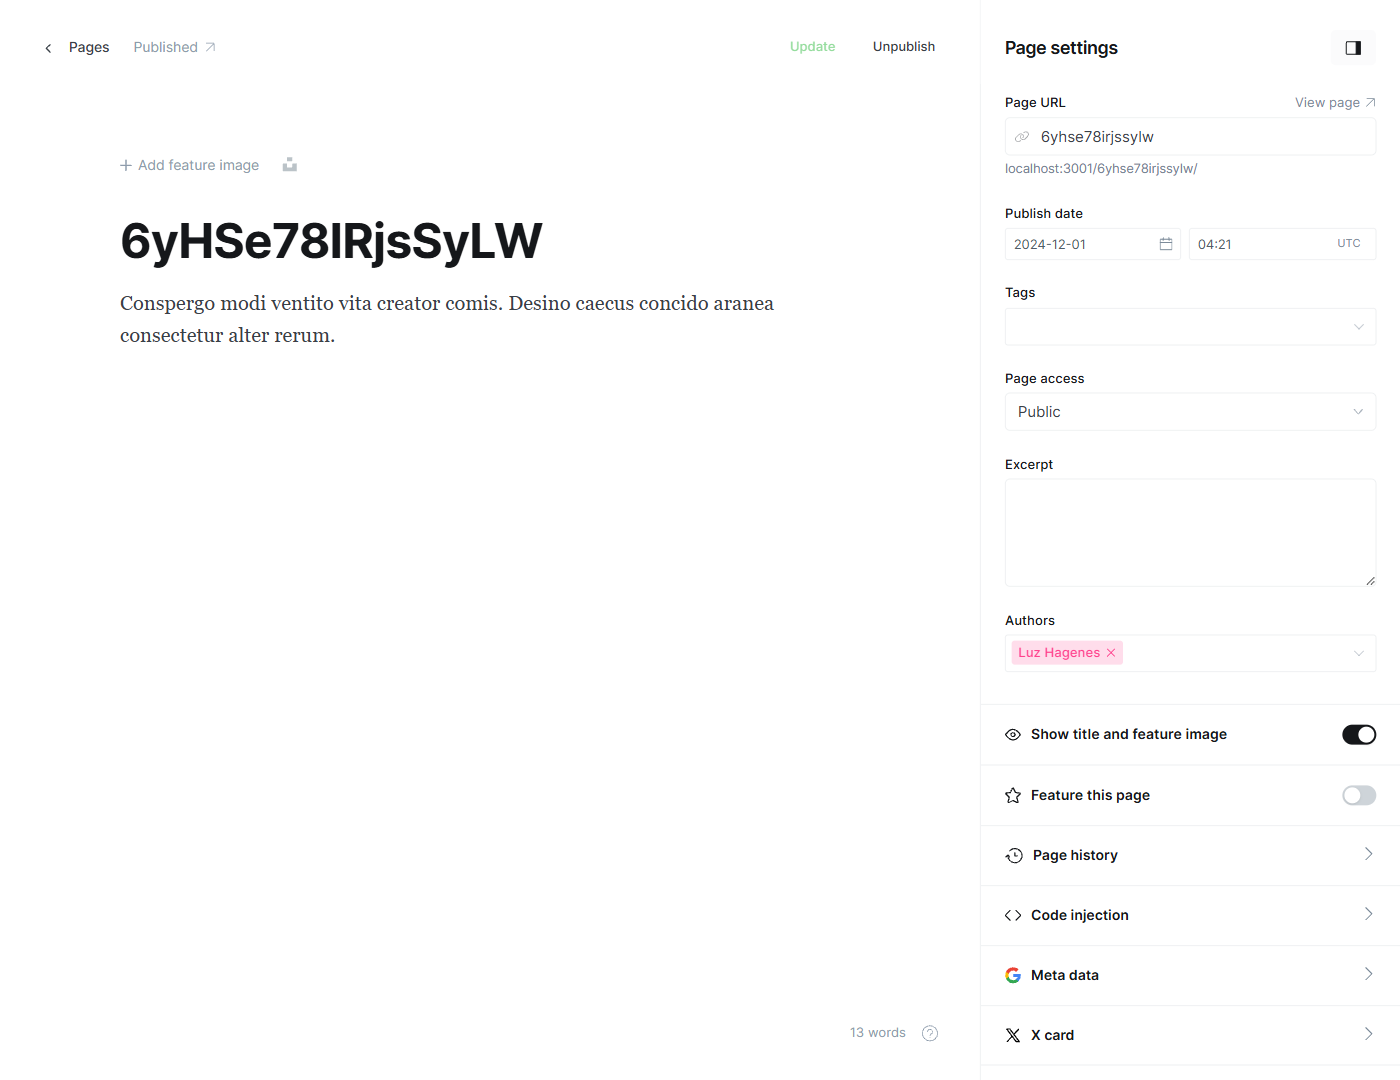 Pages
Published
Update
Unpublish
Add feature image
6yHSe78IRjsSyLW
Conspergo modi ventito vita creator comis. Desino caecus concido aranea
consectetur alter rerum.
13 words
Page settings
Page URL
View page
6yhse78irjssylw
localhost:3001/6yhse78irjssylw/
Publish date
2024-12-01
04:21
UTC
Tags
Page access
Public
Excerpt
Authors
Luz Hagenes
Show title and feature image
Feature this page
Page history
Code injection
Meta data
X card